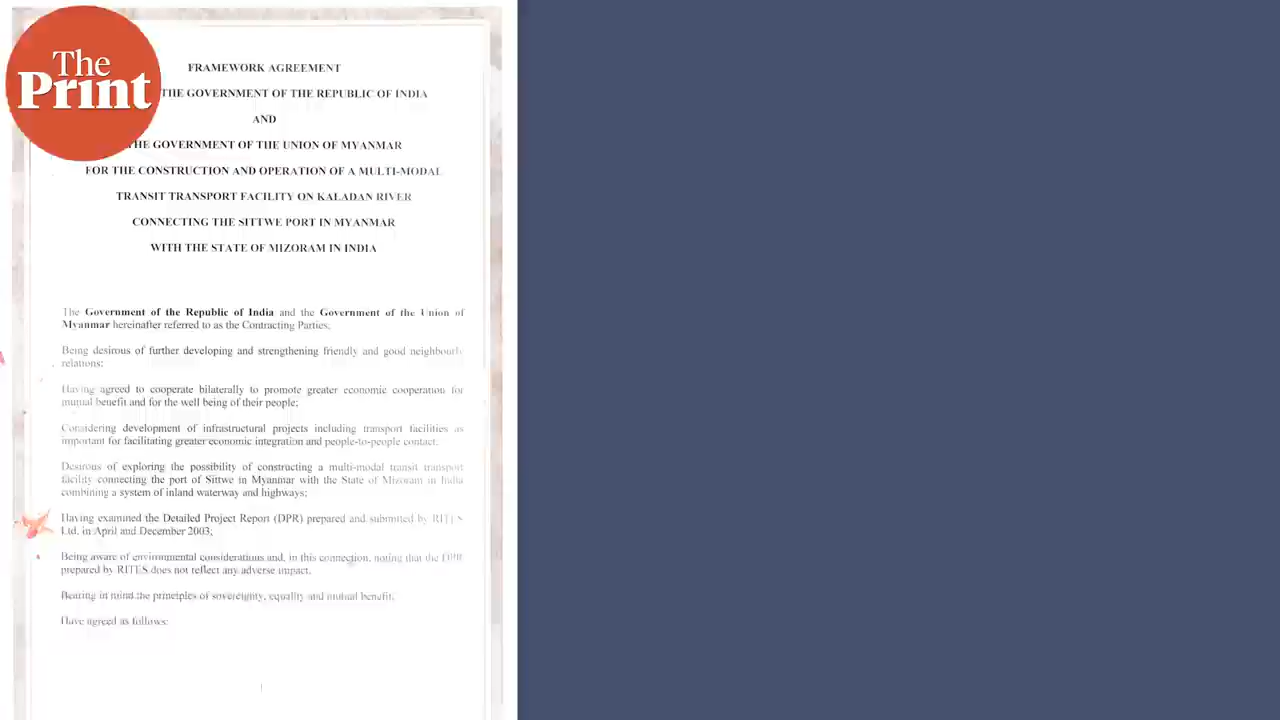 The
Print
FRAMEWORK AGREEMENT
THE GOVERNMENT OF THE REPUBLIC OF INDIA
AND
THE GOVERNMENT OF THE UNION OF MYANMAR
FOR THE CONSTRUCTION AND OPERATION OF A MULTI-MODAL
TRANSIT TRANSPORT FACILITY ON KALADAN RIVER
CONNECTING THE SITTWE PORT IN MYANMAR
WITH THE STATE OF MIZORAM IN INDIA
The Government of the Republic of India and the Government of the Union of
Myanmar hereinafter referred to as the Contracting Parties;
Being desirous of further developing and strengthening friendly and good neighbourly
relations;
Having agreed to cooperate bilaterally to promote greater economic cooperation for
mutual benefit and for the well being of their people;
Considering development of infrastructural projects including transport facilities as
important for facilitating greater economic integration and people-to-people contact.
Desirous of exploring the possibility of constructing a multi-modal transit transport
facility connecting the port of Sittwe in Myanmar with the State of Mizoram in India
combining a system of inland waterway and highways;
Having examined the Detailed Project Report (DPR) prepared and submitted by RITES
Ltd. in April and December 2003;
Being aware of environmental considerations and, in this connection, noting that the DPR
prepared by RITES does not reflect any adverse impact.
Bearing in mind the principles of sovereignty, equality and mutual benefit.
Have agreed as follows: